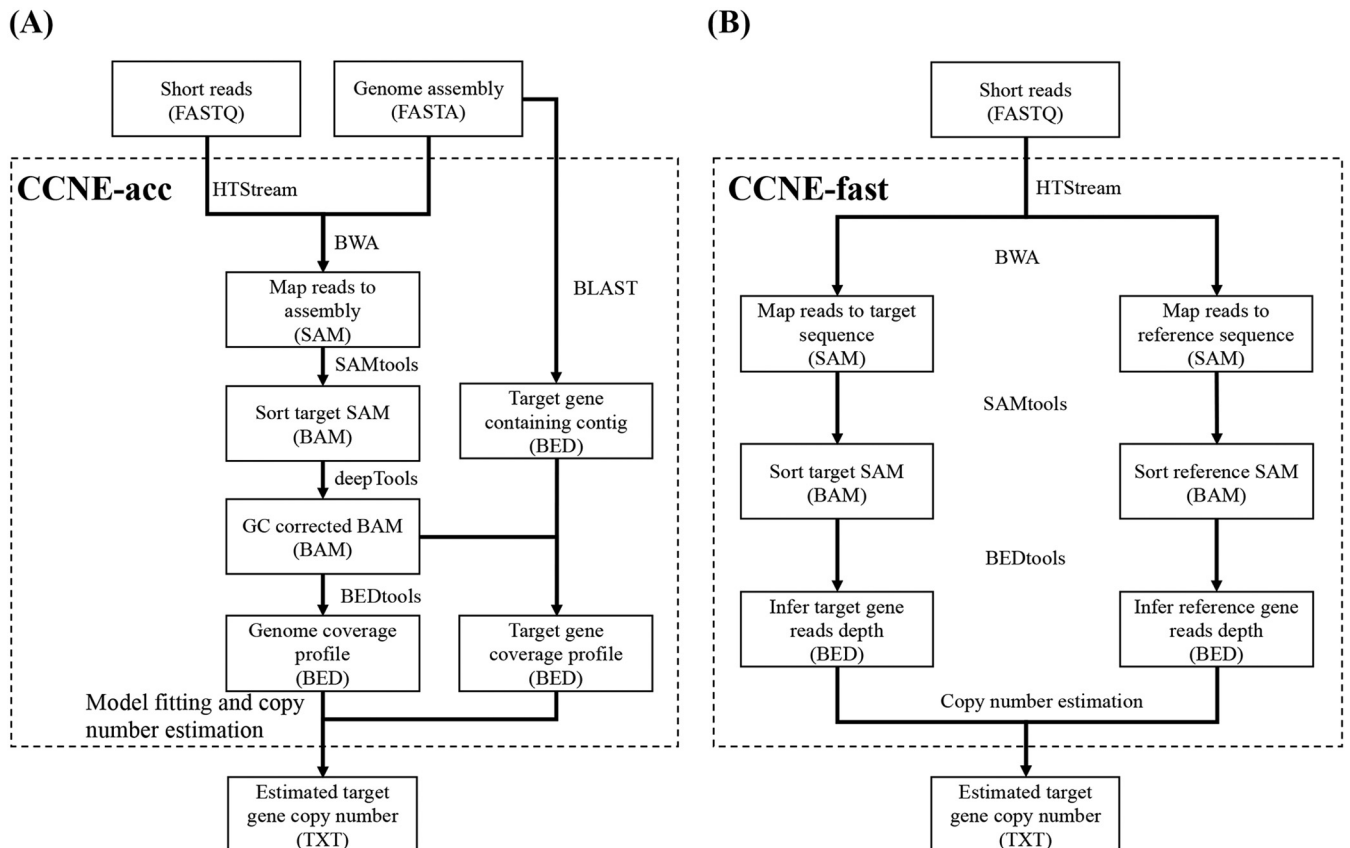 (A)
Short reads
(FASTQ)
Genome assembly
(FASTA)
CCNE-acc
HTStream
BWA
Map reads to
assembly
(SAM)
BLAST
SAMtools
Sort target SAM
(BAM)
Target gene
containing contig
(BED)
deepTools
GC corrected BAM
(BAM)
BEDtools
Genome coverage
profile
(BED)
Target gene
coverage profile
(BED)
Model fitting and copy
number estimation
Estimated target
gene copy number
(TXT)
(B)
Short reads
(FASTQ)
CCNE-fast
HTStream
BWA
Map reads to target
sequence
(SAM)
Map reads to
reference sequence
(SAM)
SAMtools
Sort target SAM
(BAM)
Sort reference SAM
(BAM)
BEDtools
Infer target gene
reads depth
(BED)
Infer reference gene
reads depth
(BED)
Copy number estimation
Estimated target
gene copy number
(TXT)